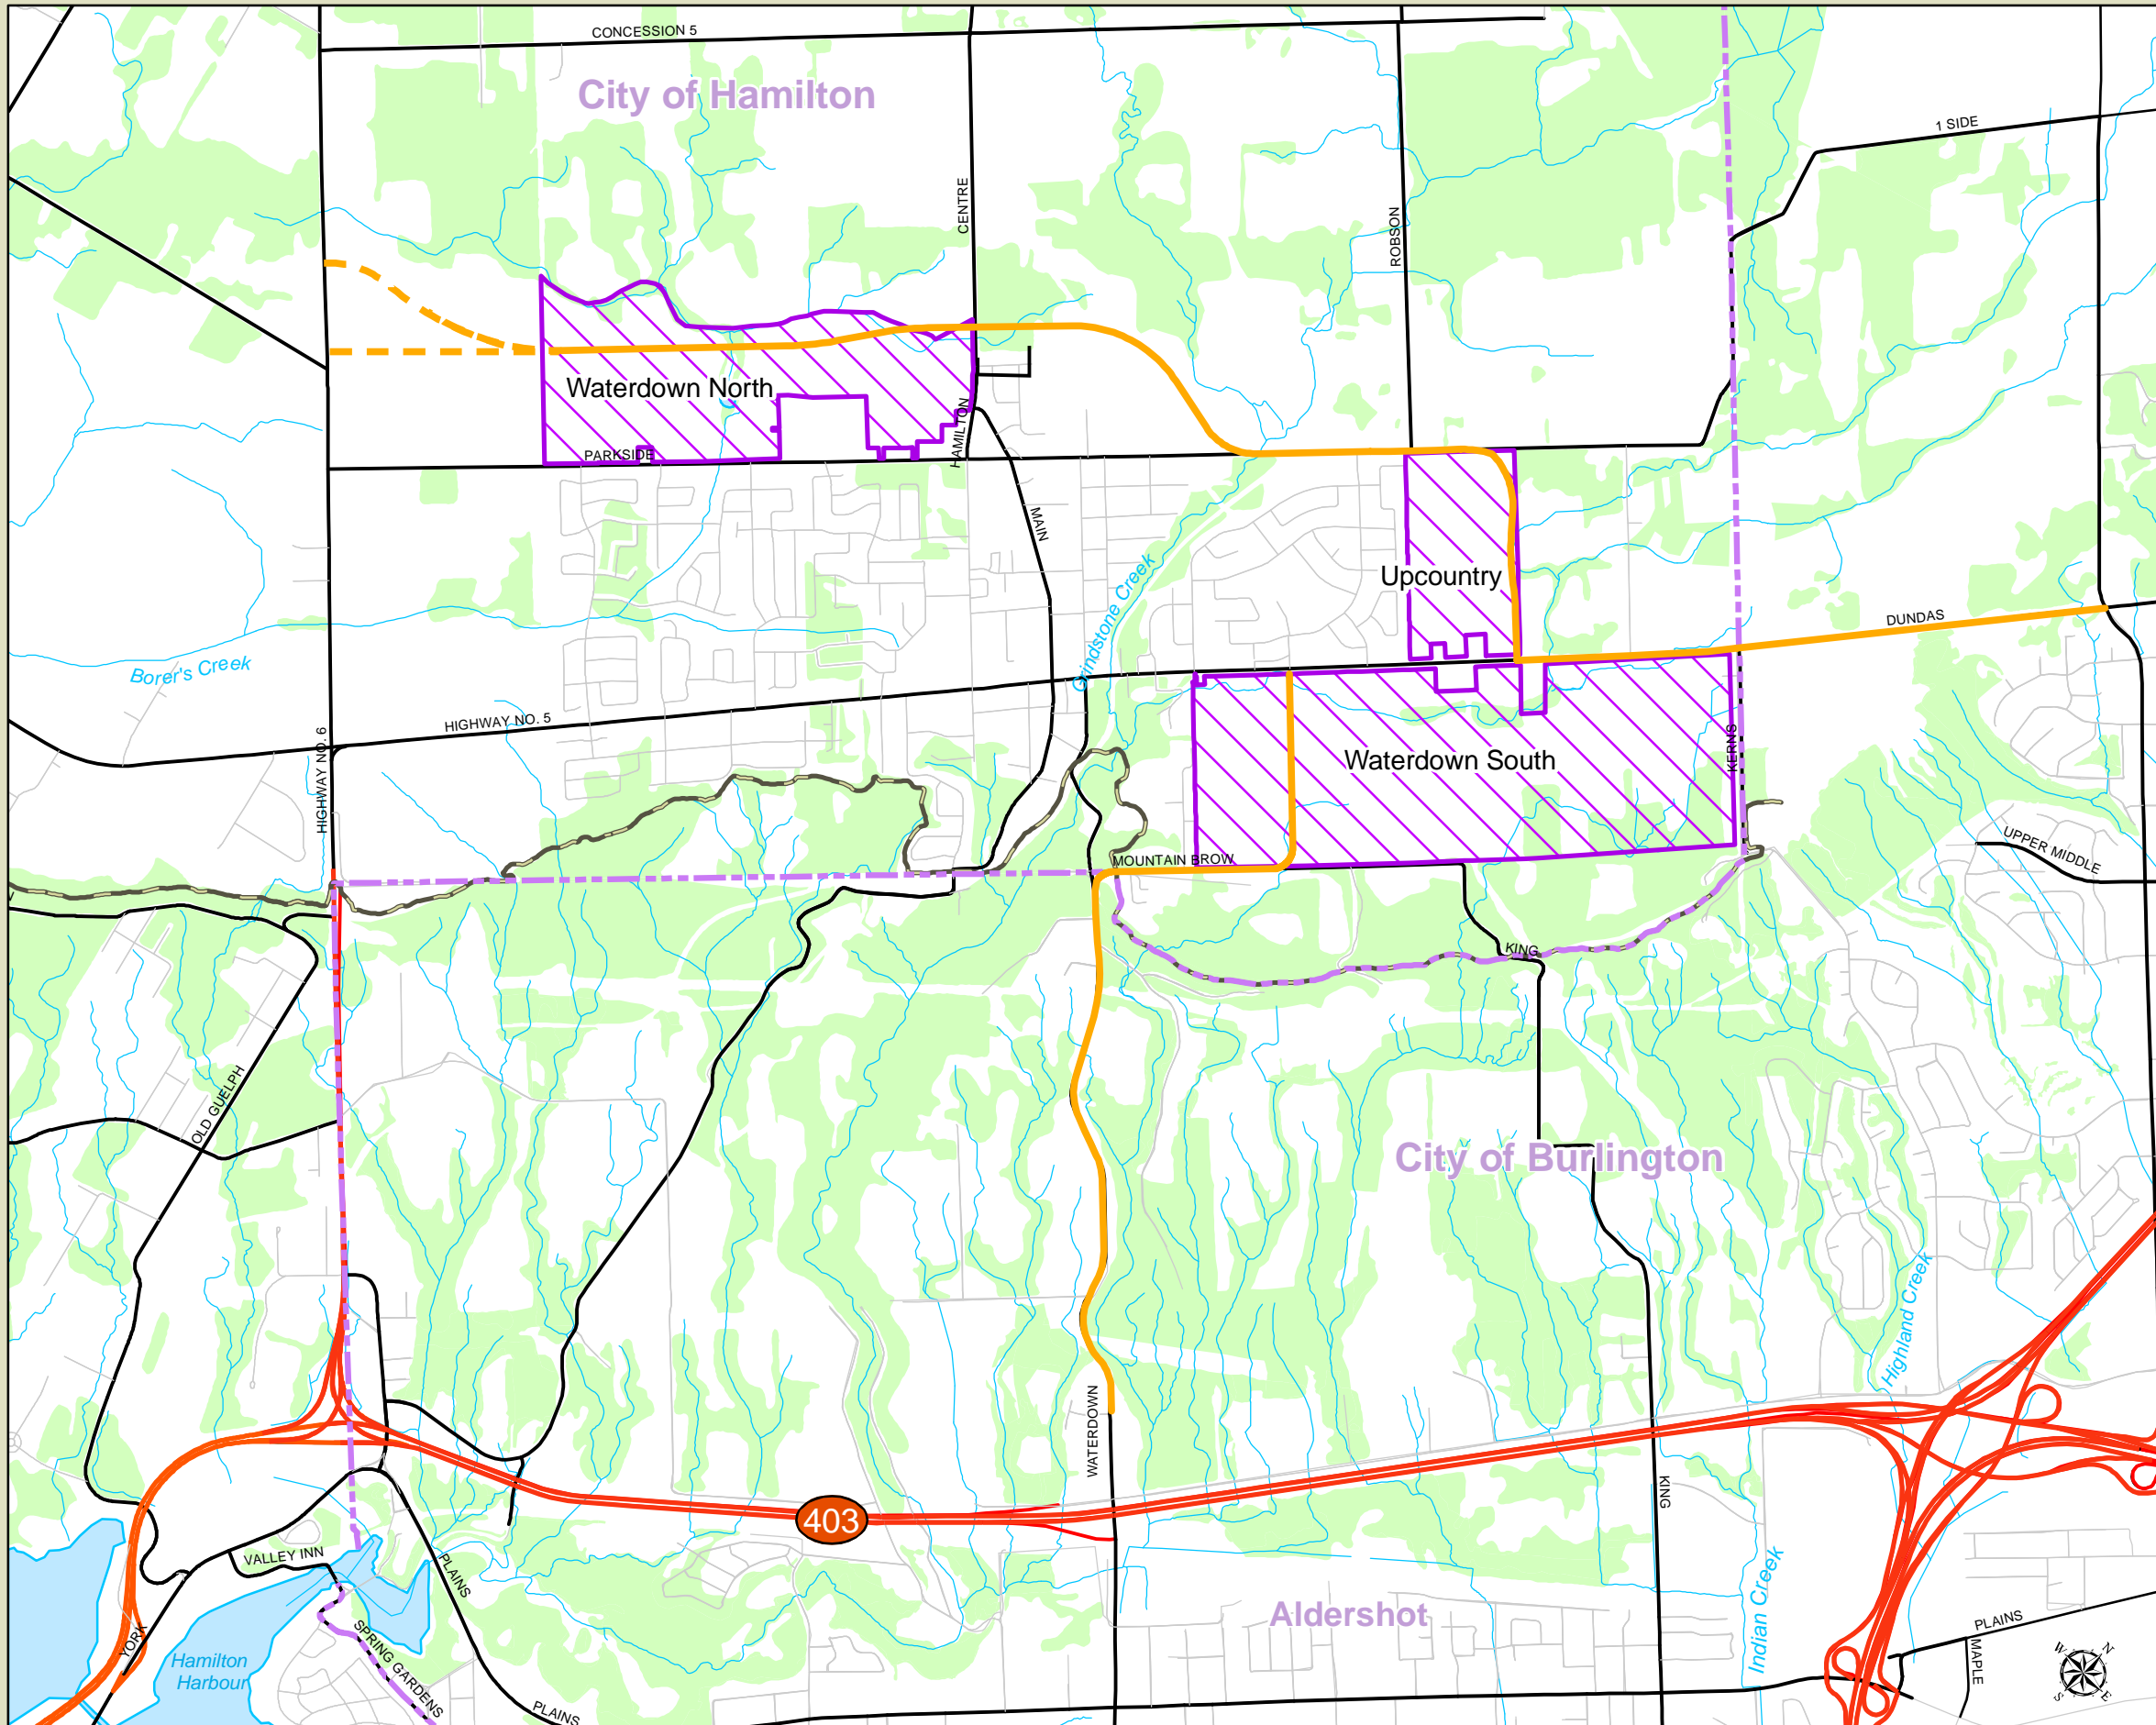 CONCESSION 5
City of Hamilton
1 SIDE
CENTRE
ROBSON
Waterdown North
HAMILTON
PARKSIDE
MAIN
Upcountry
Grindstone Creek
DUNDAS
Borer's Creek
HIGHWAY NO. 5
HIGHWAY NO. 6
Waterdown South
KERNS
UPPER MIDDLE
MOUNTAIN BROW
KING
OLD GUELPH
City of Burlington
Highland Creek
WATERDOWN
KING
403
VALLEY INN
PLAINS
Indian Creek
Aldershot
PLAINS
MAPLE
YORK
SPRING GARDENS
Hamilton
Harbour
PLAINS
W
N
S
E